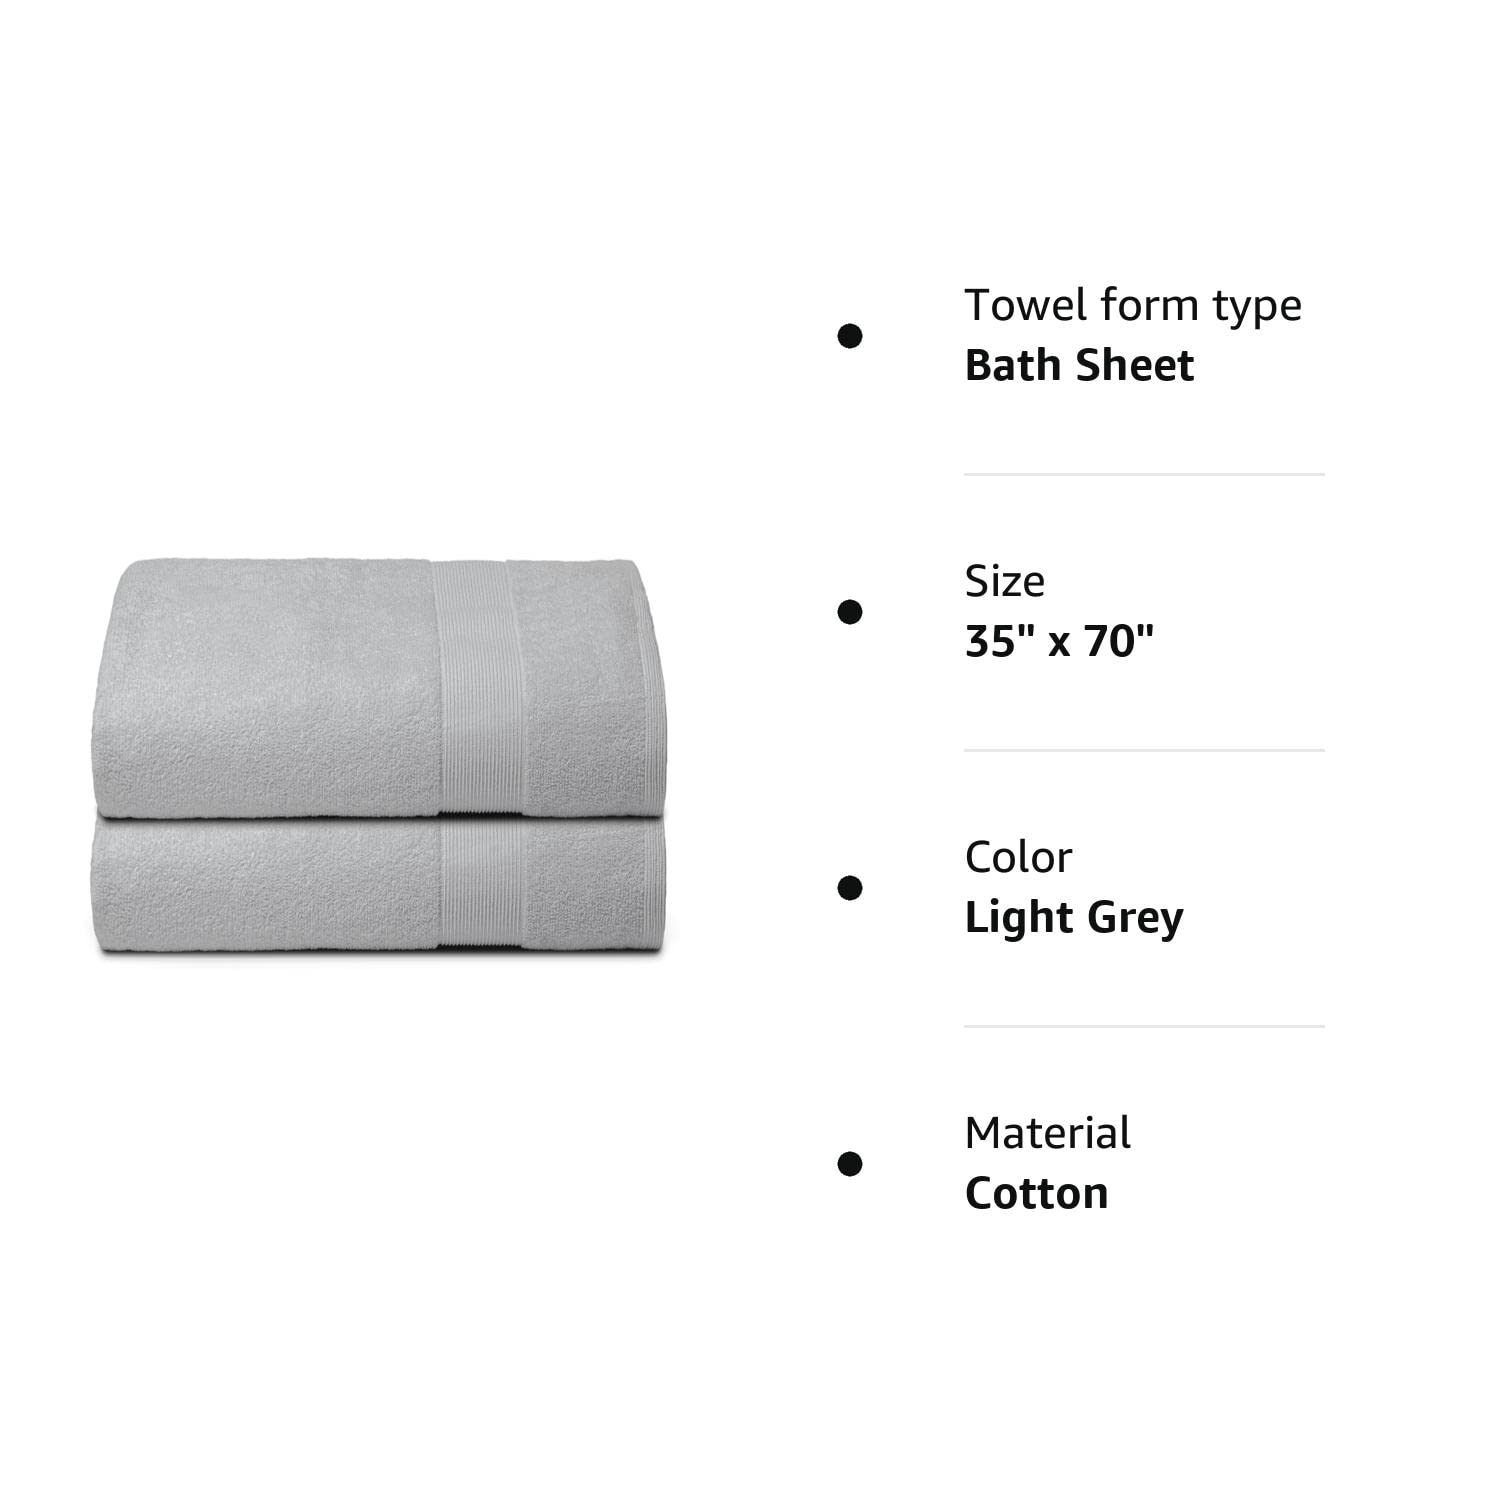 Towel form type
Bath Sheet
Size
35" x 70"
Color
Light Grey
Material
Cotton